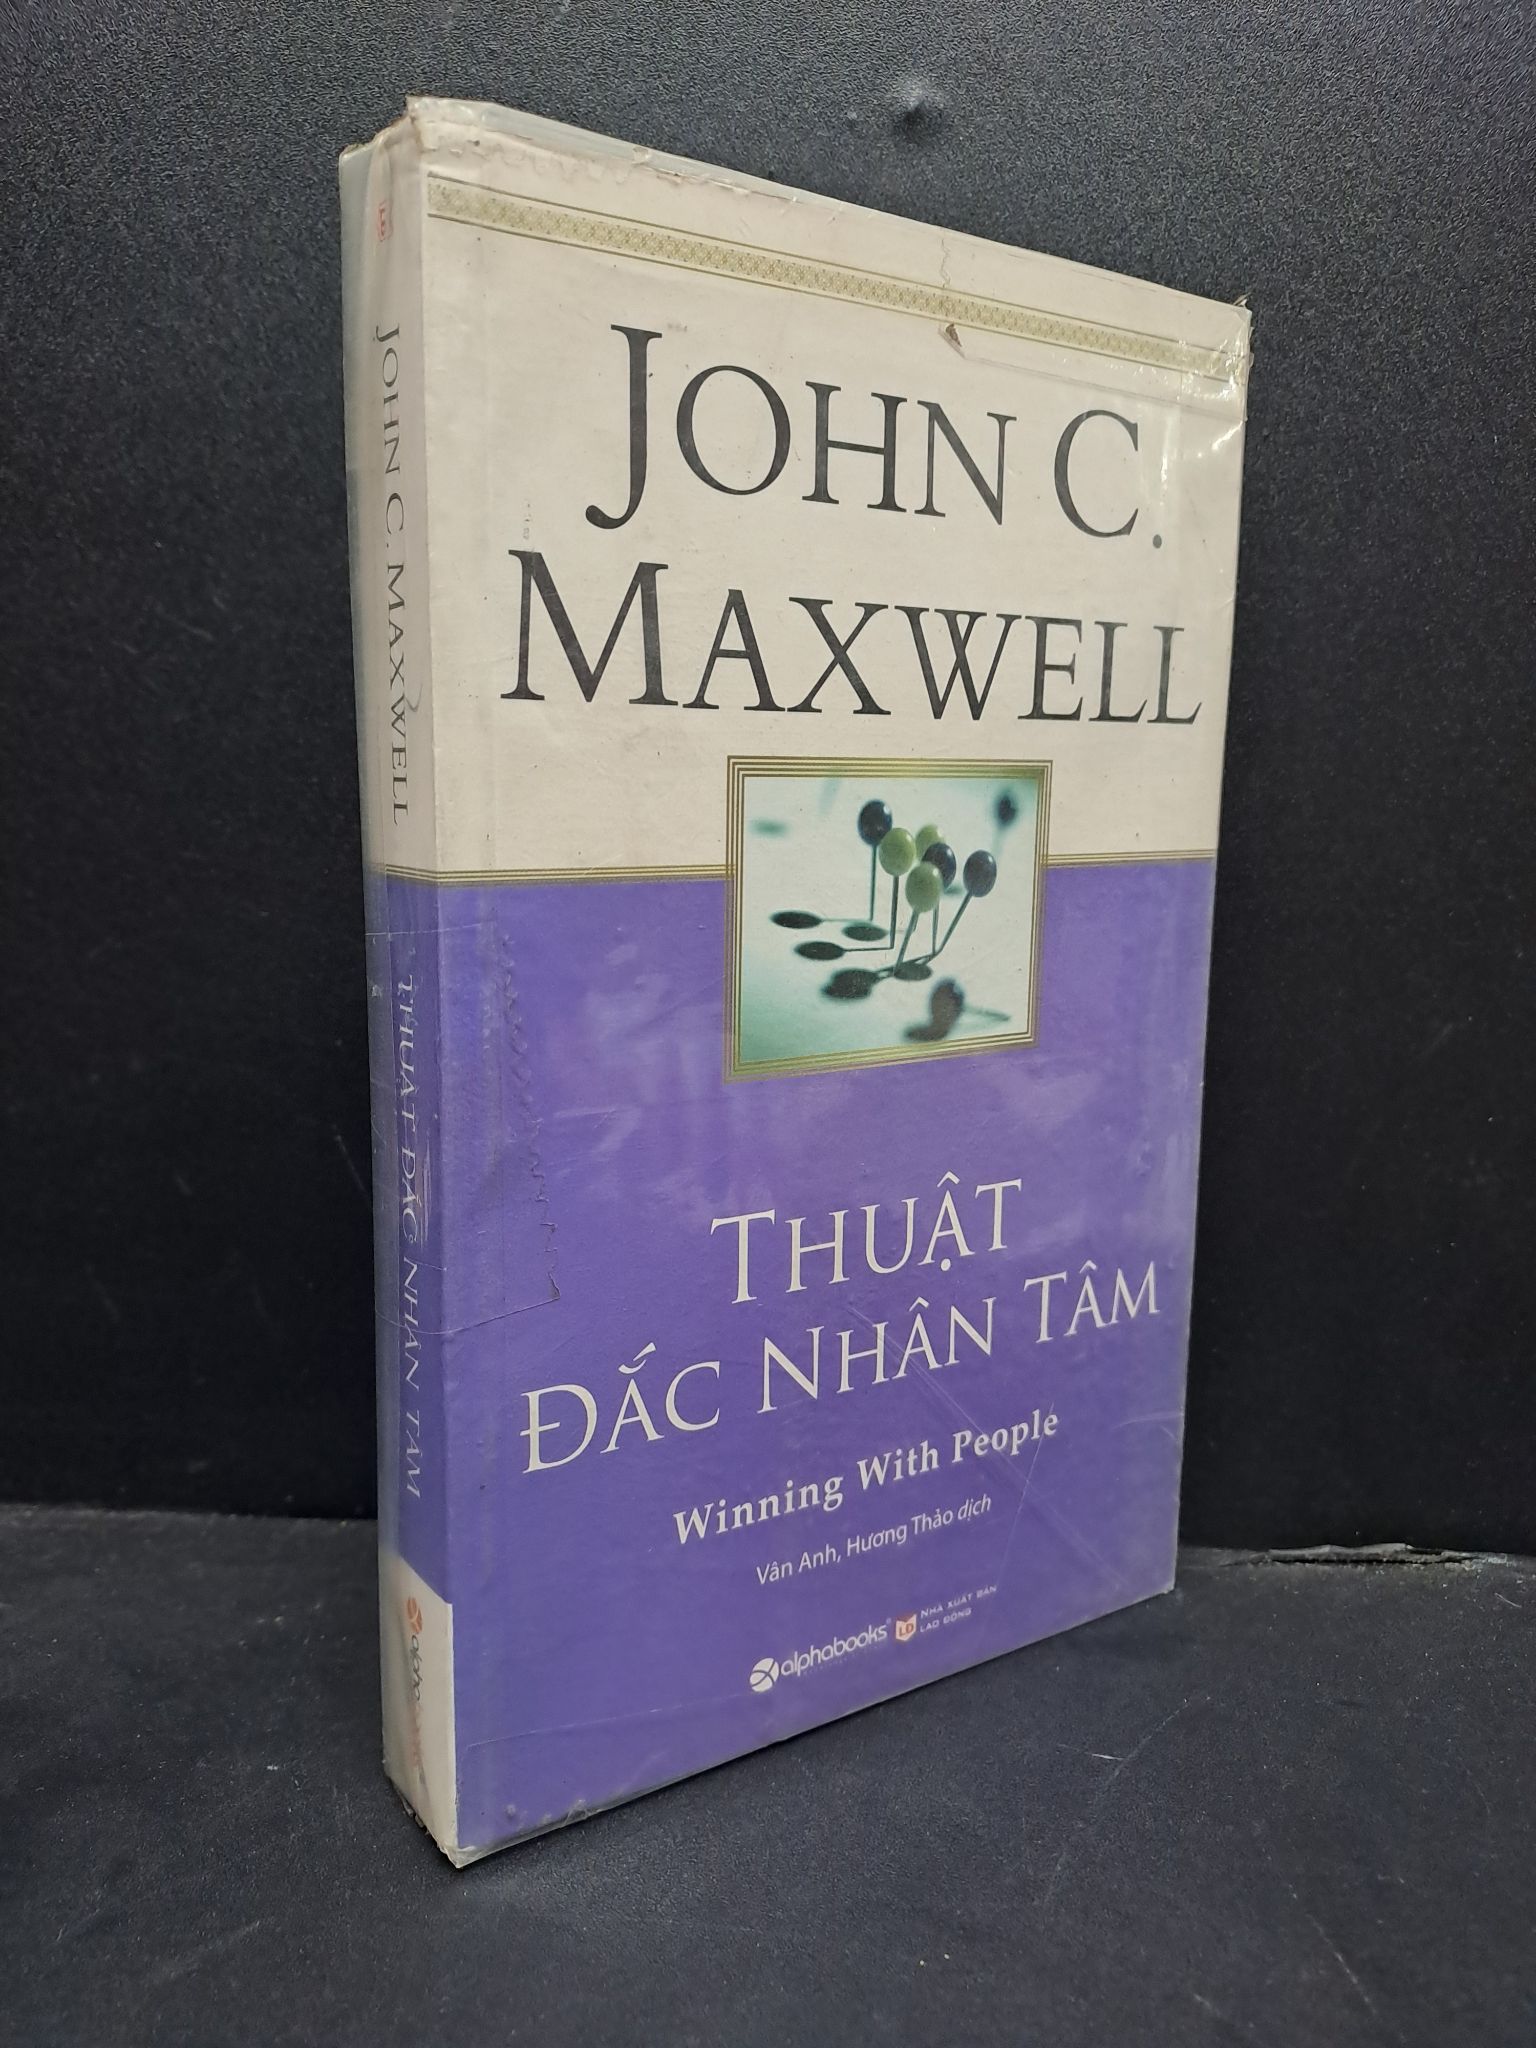 JOHN C.
MAXWELL
THUẬT
ĐẮC NHÂN TÂM
Winning With People
Vân Anh, Hương Thảo dịch
alphabooks®
LD
NHÀ XUẤT BẢN
LAO ĐỘNG
JOHN C. MAXWELL
THUẬT ĐẮC NHÂN TÂM